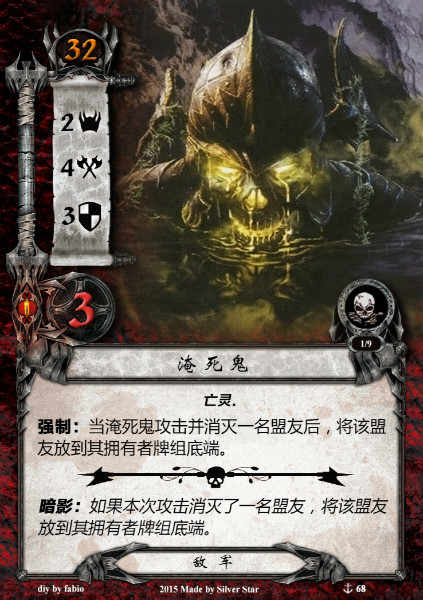 32
2
4
3
3
1/9
淹死鬼
亡灵.
强制：当淹死鬼攻击并消灭一名盟友后，将该盟
友放到其拥有者牌组底端。
暗影：如果本次攻击消灭了一名盟友，将该盟友
放到其拥有者牌组底端。
敌军
diy by fabio
2015 Made by Silver Star
68